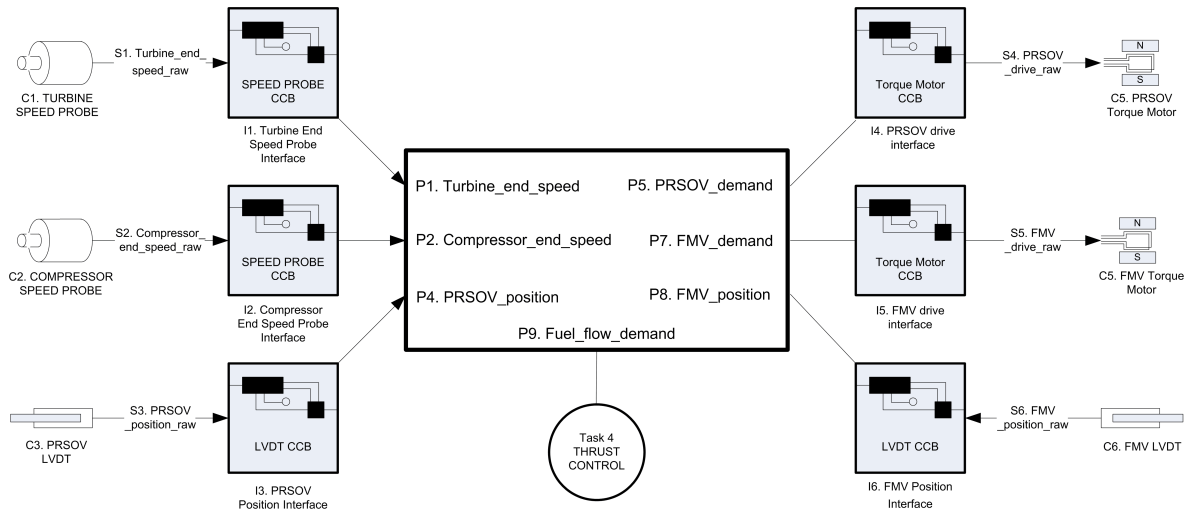 C1. TURBINE
SPEED PROBE
S1. Turbine_end_
speed_raw
SPEED PROBE
CCB
I1. Turbine End
Speed Probe
Interface
C2. COMPRESSOR
SPEED PROBE
S2. Compressor_
end_speed_raw
SPEED PROBE
CCB
I2. Compressor
End Speed Probe
Interface
C3. PRSOV
LVDT
S3. PRSOV
_position_raw
LVDT CCB
I3. PRSOV
Position Interface
P1. Turbine_end_speed
P2. Compressor_end_speed
P4. PRSOV_position
P5. PRSOV_demand
P7. FMV_demand
P8. FMV_position
P9. Fuel_flow_demand
Task 4
THRUST
CONTROL
Torque Motor
CCB
I4. PRSOV drive
interface
S4. PRSOV
_drive_raw
N
S
C5. PRSOV
Torque Motor
Torque Motor
CCB
I5. FMV drive
interface
S5. FMV
_drive_raw
N
S
C5. FMV Torque
Motor
LVDT CCB
I6. FMV Position
Interface
S6. FMV
_position_raw
C6. FMV LVDT